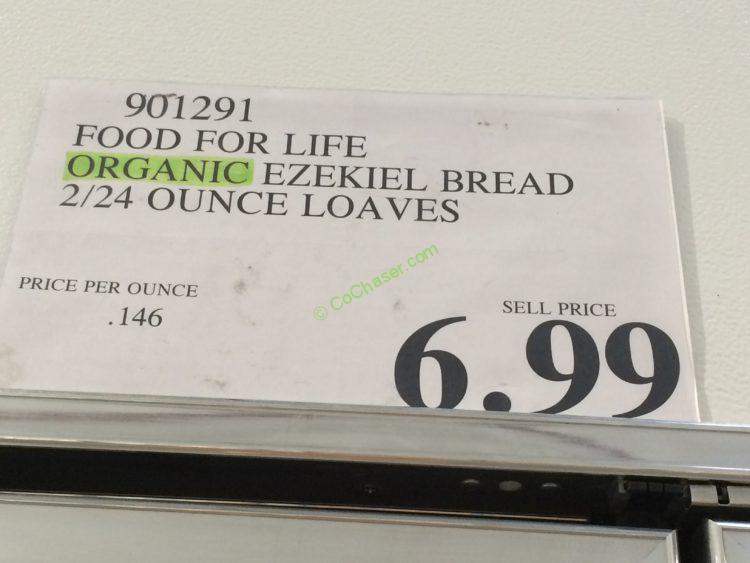 901291
FOOD FOR LIFE
ORGANIC EZEKIEL BREAD
2/24 OUNCE LOAVES
PRICE PER OUNCE
.146
© CoChaser.com
SELL PRICE
6.99